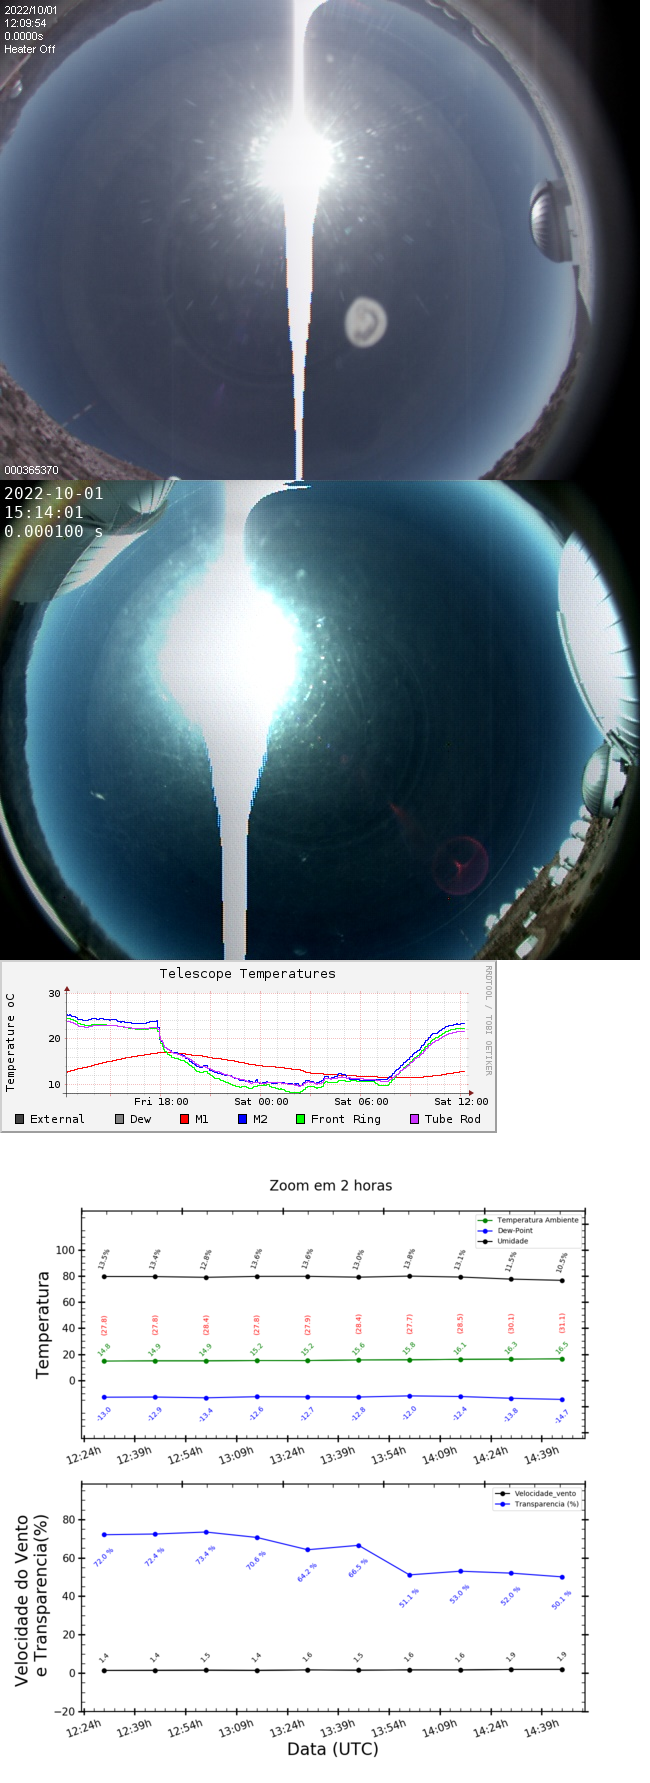 2022/10/01
12:09:54
0.0000s
Heater Off
000365370
2022-10-01
15:14:01
0.000100 s
Telescope Temperatures
Temperature oC
RRDTOOL / TOBI OETIKER
30
20
10
Fri 18:00 Sat 00:00 Sat 06:00 Sat 12:00
External Dew M1 M2 Front Ring Tube Rod
Zoom em 2 horas
Temperatura
Temperatura Ambiente
Dew-Point
Umidade
100
80
60
40
20
0
13.5% 13.4% 12.8% 13.6% 13.6% 13.0% 13.8% 13.1% 11.5% 10.5%
(27.8) (27.8) (28.4) (27.8) (27.9) (28.4) (27.7) (28.5) (30.1) (31.1)
14.8 14.9 14.9 15.2 15.2 15.6 15.8 16.1 16.3 16.5
-13.0 -12.9 -13.4 -12.6 -12.7 -12.8 -12.0 -12.4 -13.8 -14.7
12:24h 12:39h 12:54h 13:09h 13:24h 13:39h 13:54h 14:09h 14:24h 14:39h
Velocidade do Vento
e Transparencia(%)
Velocidade_vento
Transparencia (%)
80
60
40
20
0
−20
72.0 % 72.4 % 73.4 % 70.6 % 64.2 % 66.5 % 51.1 % 53.0 % 52.0 % 50.1 %
1.4 1.4 1.5 1.4 1.6 1.5 1.6 1.6 1.9 1.9
12:24h 12:39h 12:54h 13:09h 13:24h 13:39h 13:54h 14:09h 14:24h 14:39h
Data (UTC)